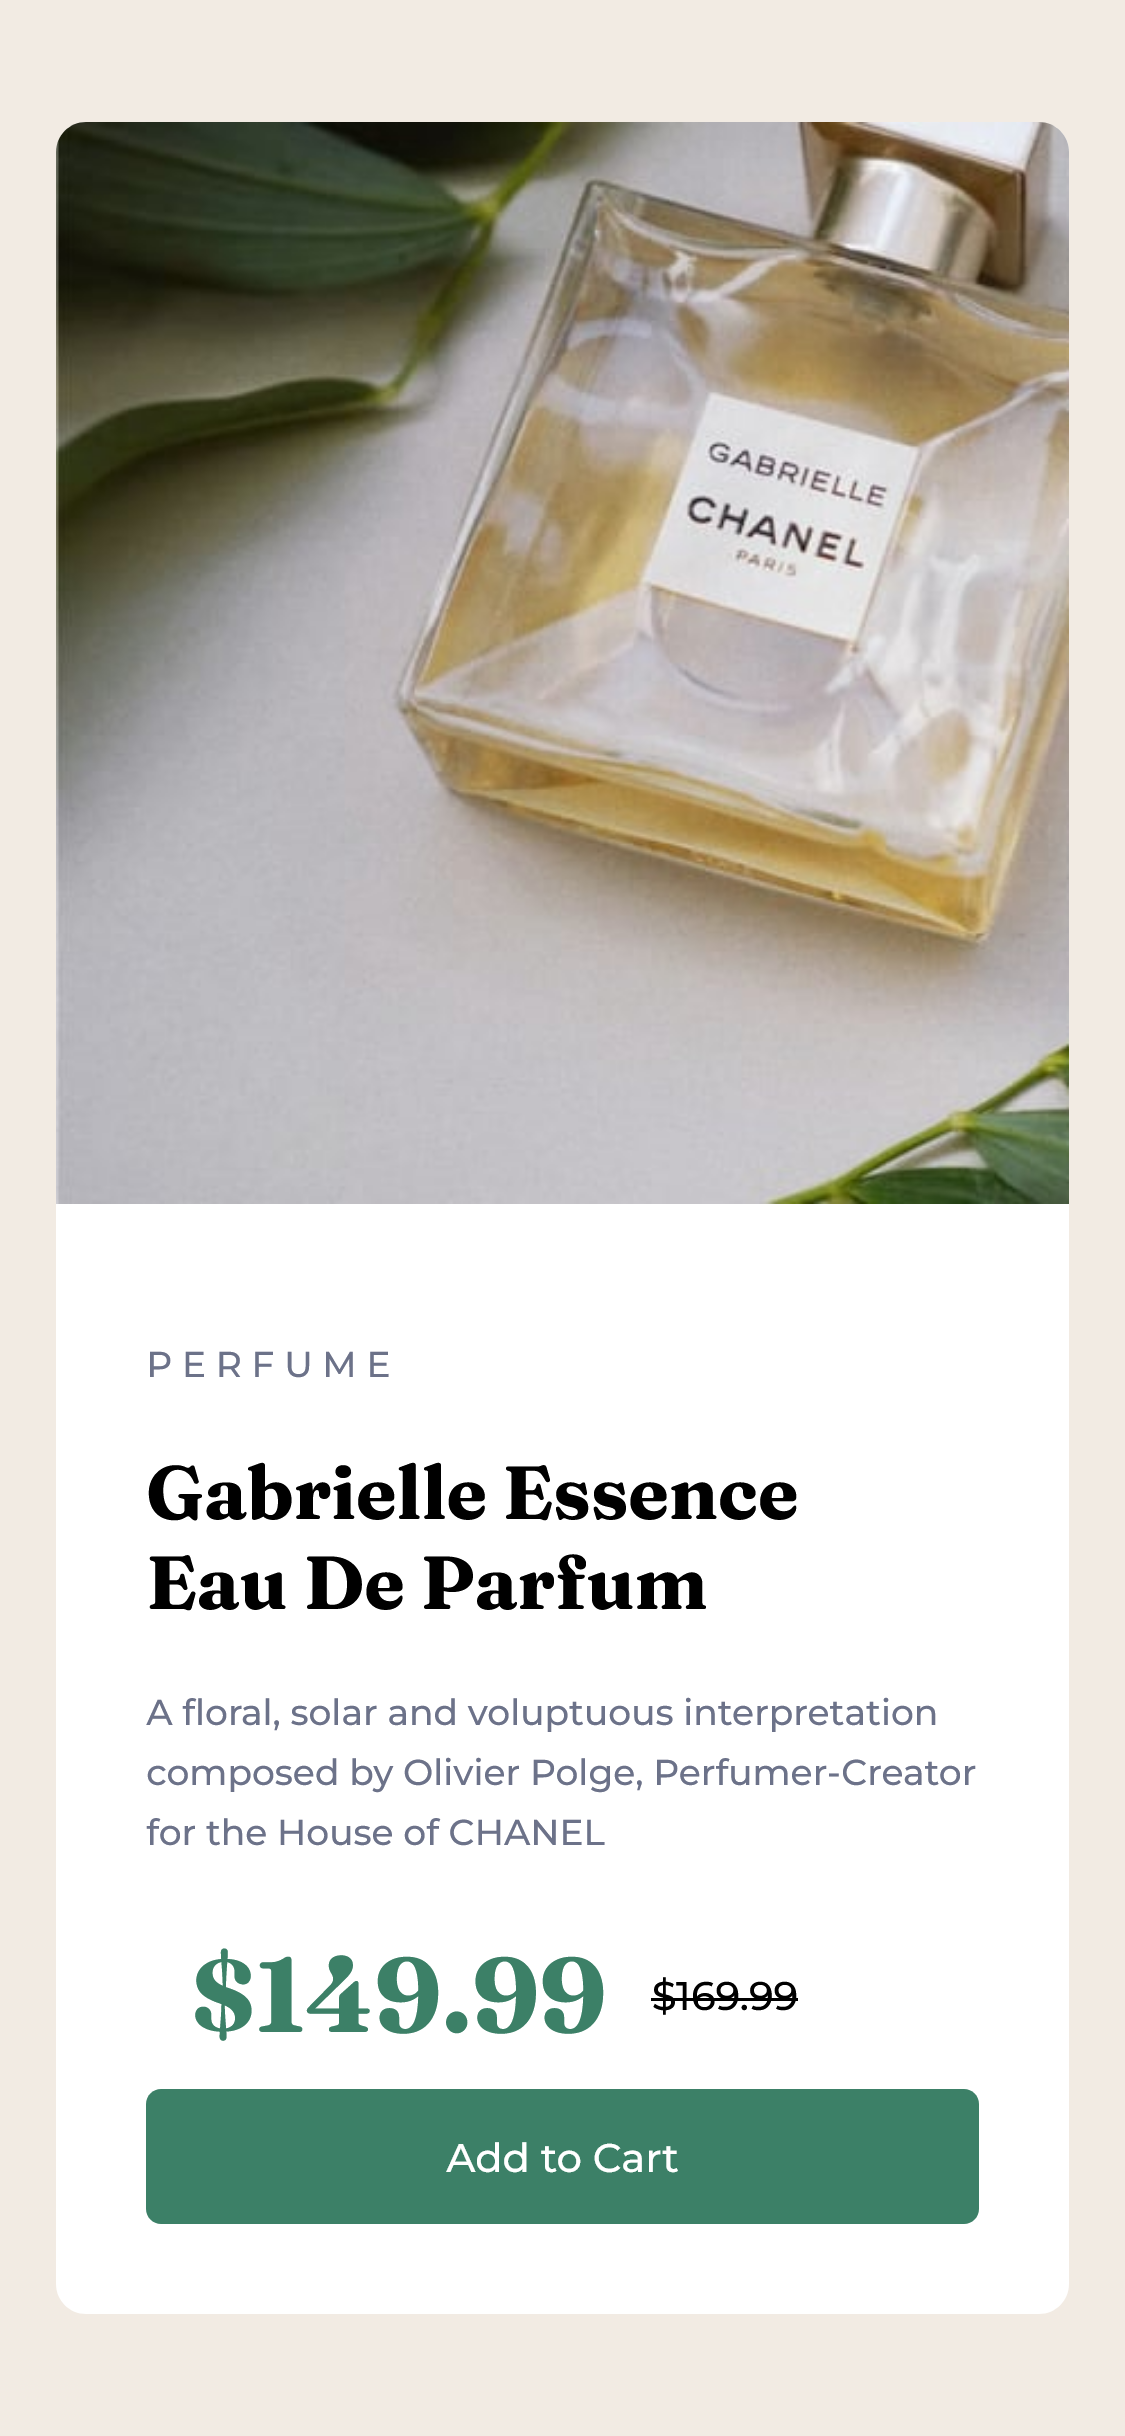 GABRIELLE
CHANEL
PARIS
PERFUME
Gabrielle Essence
Eau De Parfum
A floral, solar and voluptuous interpretation
composed by Olivier Polge, Perfumer-Creator
for the House of CHANEL
$149.99 $169.99
Add to Cart